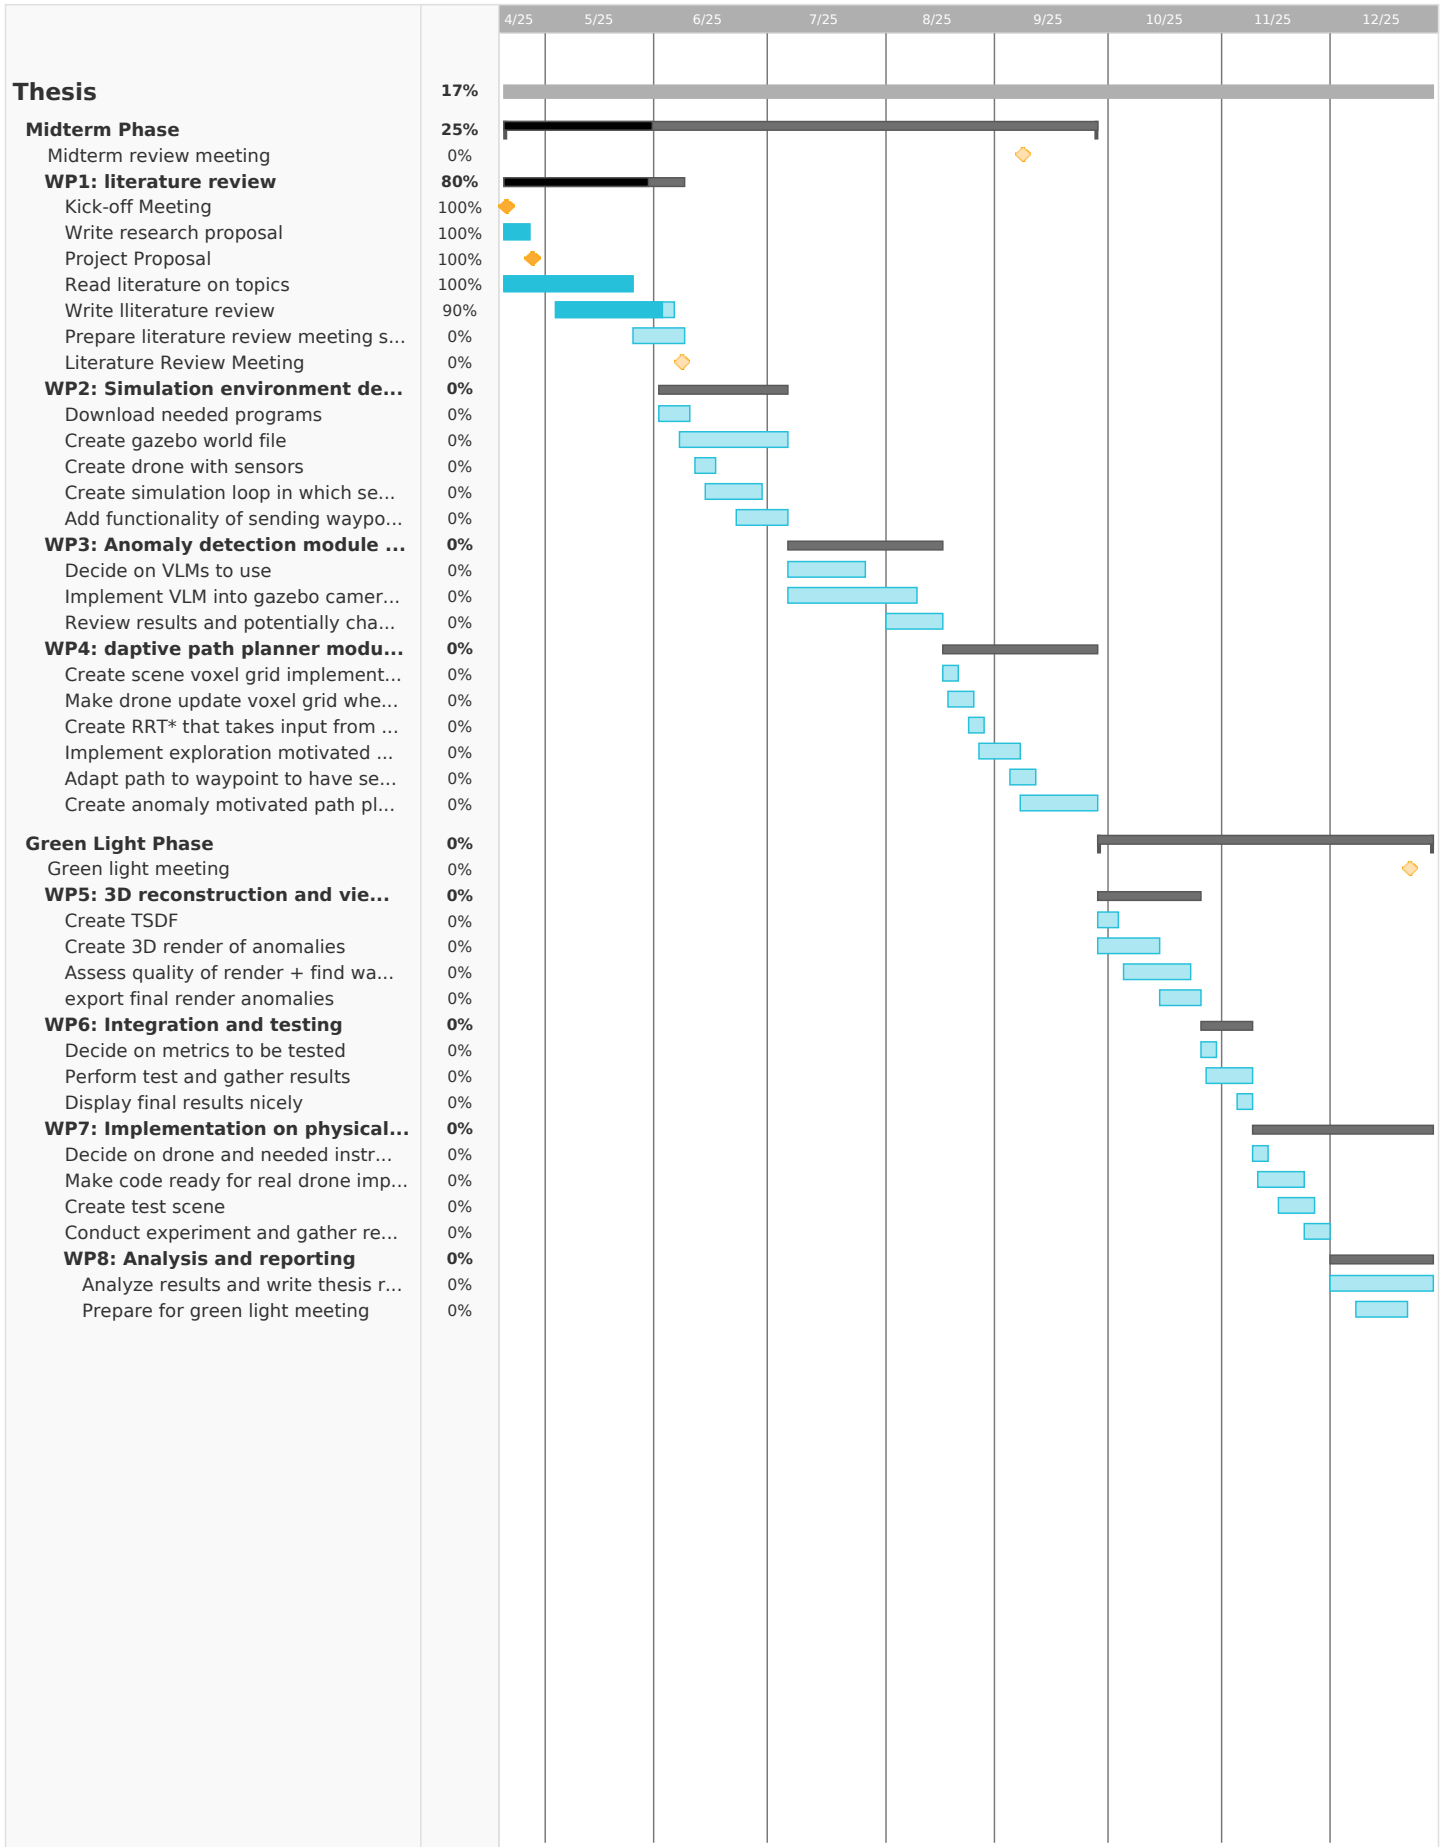 4/25 5/25 6/25 7/25 8/25 9/25 10/25 11/25 12/25
Thesis 17%
Midterm Phase 25%
Midterm review meeting 0%
WP1: literature review 80%
Kick-off Meeting 100%
Write research proposal 100%
Project Proposal 100%
Read literature on topics 100%
Write lliterature review 90%
Prepare literature review meeting s... 0%
Literature Review Meeting 0%
WP2: Simulation environment de... 0%
Download needed programs 0%
Create gazebo world file 0%
Create drone with sensors 0%
Create simulation loop in which se... 0%
Add functionality of sending waypo... 0%
WP3: Anomaly detection module ... 0%
Decide on VLMs to use 0%
Implement VLM into gazebo camer... 0%
Review results and potentially cha... 0%
WP4: daptive path planner modu... 0%
Create scene voxel grid implement... 0%
Make drone update voxel grid whe... 0%
Create RRT* that takes input from ... 0%
Implement exploration motivated ... 0%
Adapt path to waypoint to have se... 0%
Create anomaly motivated path pl... 0%
Green Light Phase 0%
Green light meeting 0%
WP5: 3D reconstruction and vie... 0%
Create TSDF 0%
Create 3D render of anomalies 0%
Assess quality of render + find wa... 0%
export final render anomalies 0%
WP6: Integration and testing 0%
Decide on metrics to be tested 0%
Perform test and gather results 0%
Display final results nicely 0%
WP7: Implementation on physical... 0%
Decide on drone and needed instr... 0%
Make code ready for real drone imp... 0%
Create test scene 0%
Conduct experiment and gather re... 0%
WP8: Analysis and reporting 0%
Analyze results and write thesis r... 0%
Prepare for green light meeting 0%